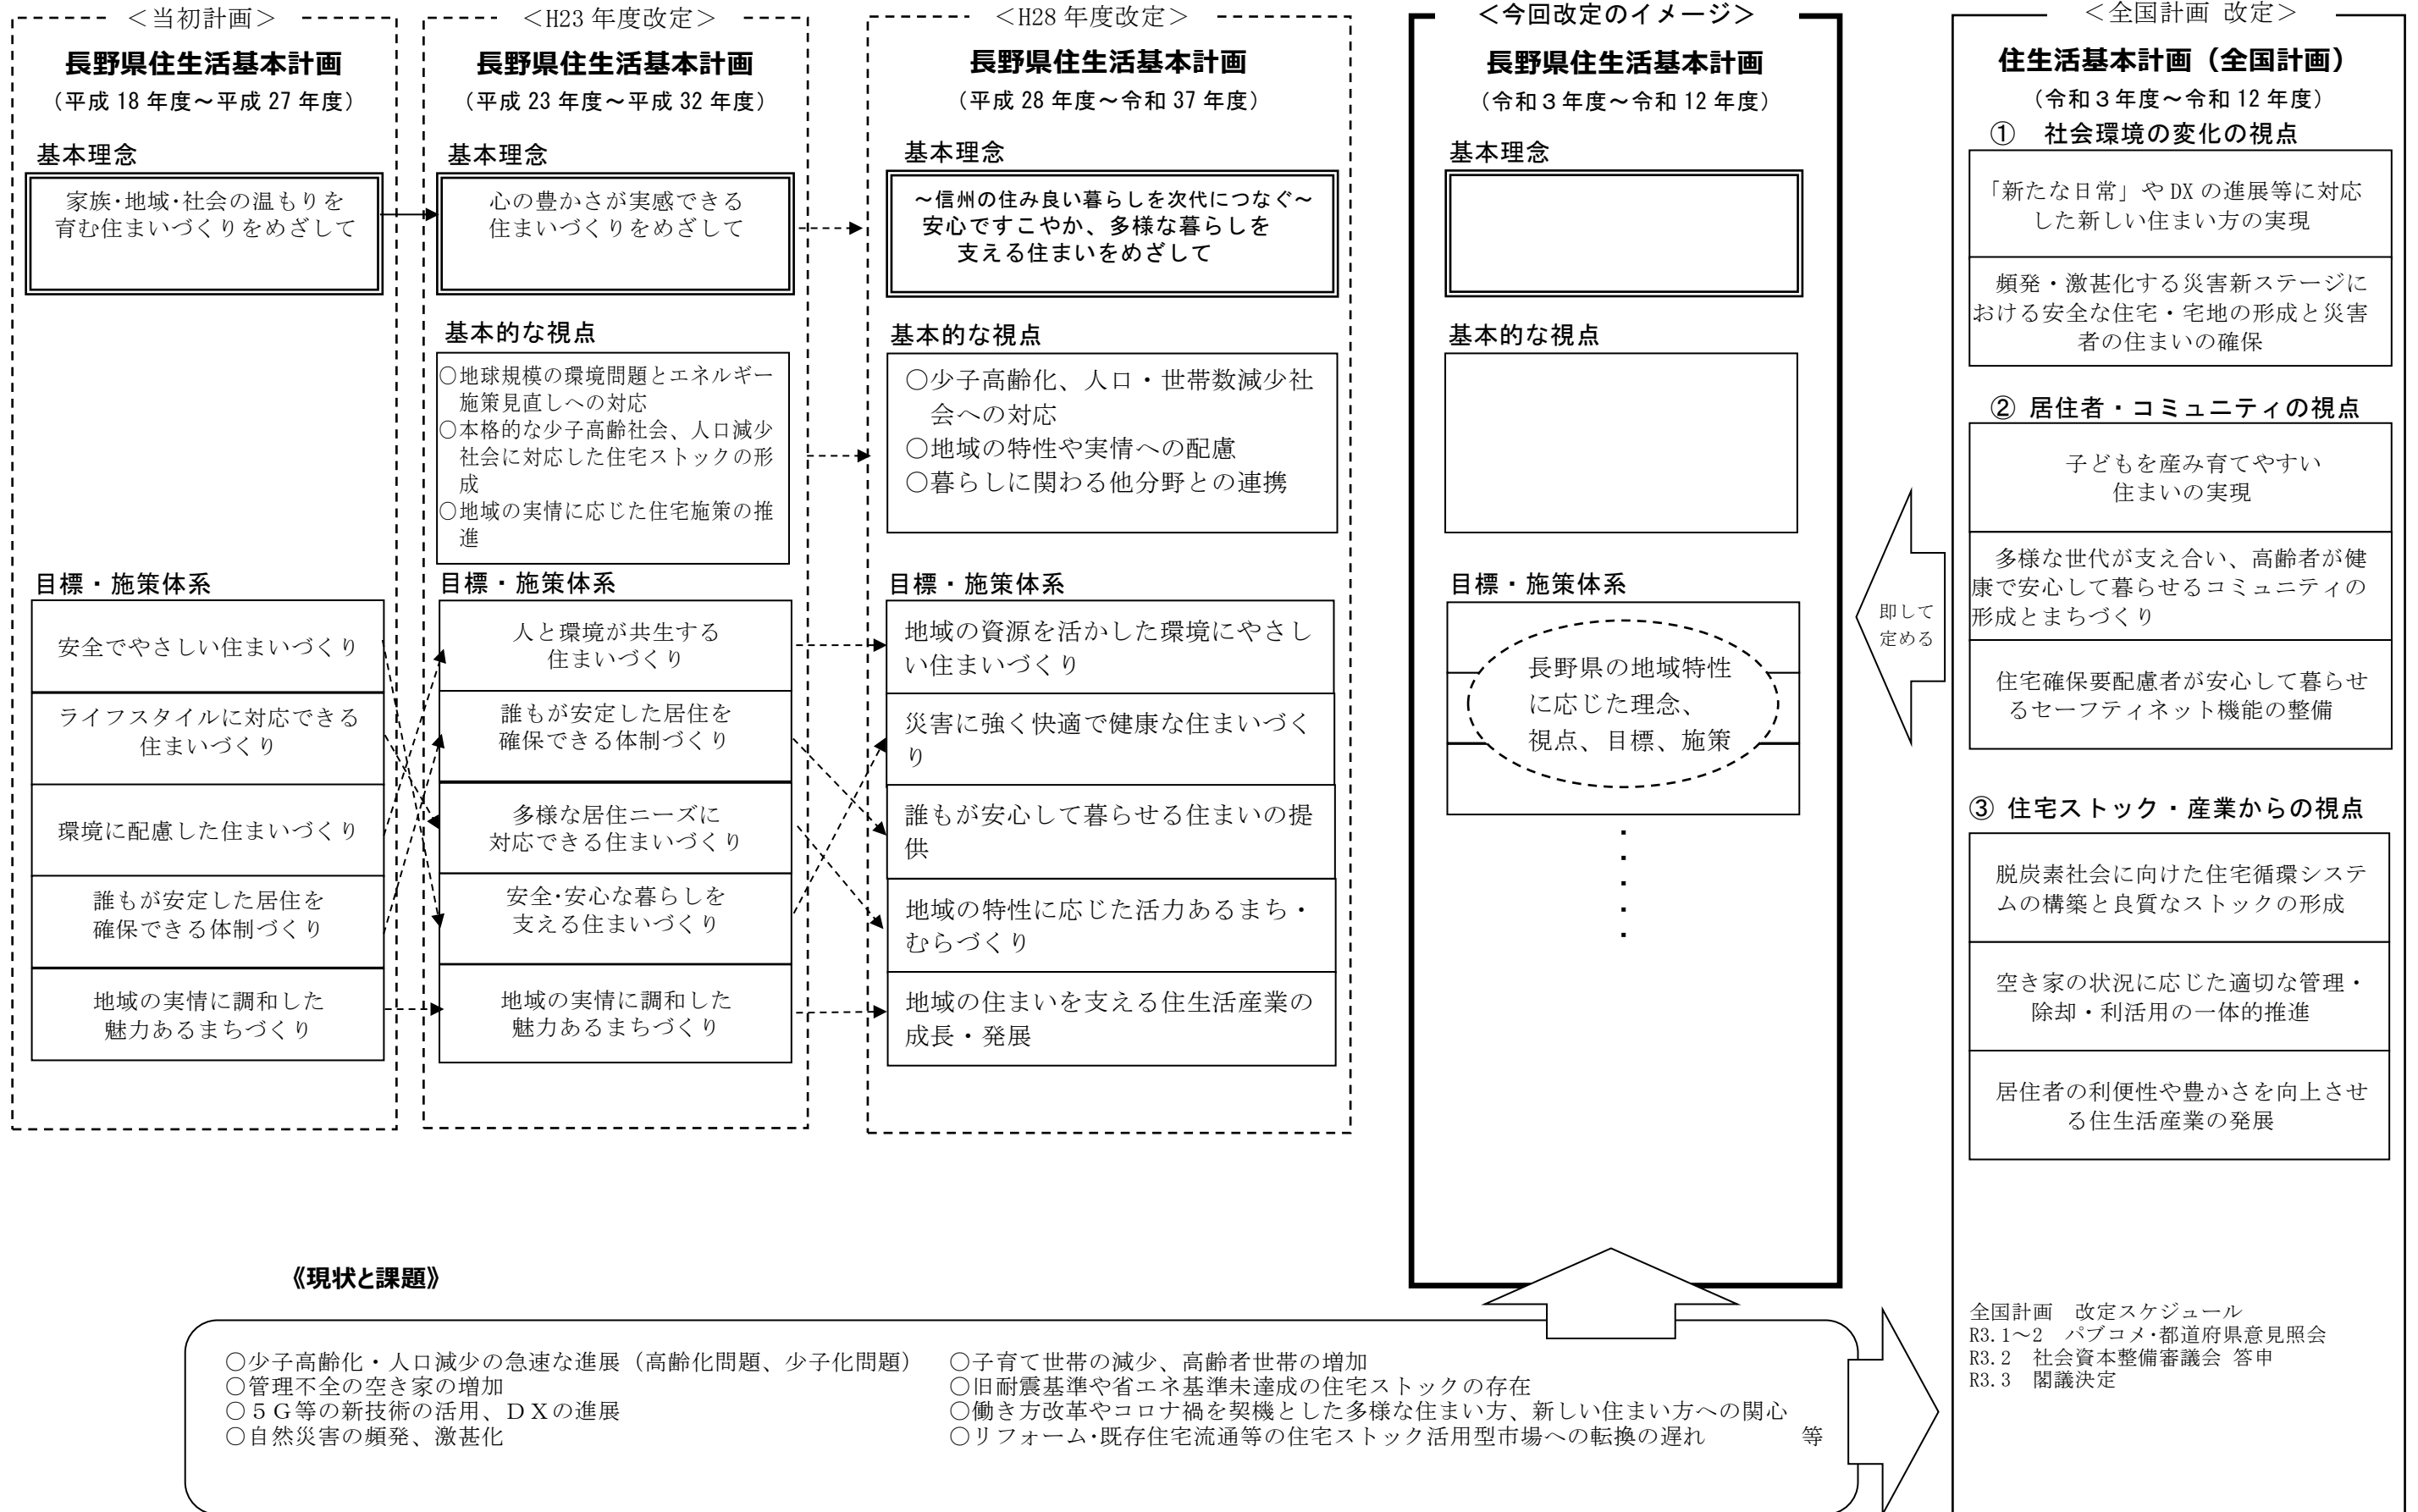 ＜当初計画＞
長野県住生活基本計画
（平成 18 年度～平成 27 年度）
基本理念
家族･地域･社会の温もりを
育む住まいづくりをめざして
目標・施策体系
安全でやさしい住まいづくり
ライフスタイルに対応できる
住まいづくり
環境に配慮した住まいづくり
誰もが安定した居住を
確保できる体制づくり
地域の実情に調和した
魅力あるまちづくり
＜H23 年度改定＞
長野県住生活基本計画
（平成 23 年度～平成 32 年度）
基本理念
心の豊かさが実感できる
住まいづくりをめざして
基本的な視点
○地球規模の環境問題とエネルギー
施策見直しへの対応
○本格的な少子高齢社会、人口減少
社会に対応した住宅ストックの形
成
○地域の実情に応じた住宅施策の推
進
目標・施策体系
人と環境が共生する
住まいづくり
誰もが安定した居住を
確保できる体制づくり
多様な居住ニーズに
対応できる住まいづくり
安全･安心な暮らしを
支える住まいづくり
地域の実情に調和した
魅力あるまちづくり
＜H28 年度改定＞
長野県住生活基本計画
（平成 28 年度～令和 37 年度）
基本理念
～信州の住み良い暮らしを次代につなぐ～
安心ですこやか、多様な暮らしを
支える住まいをめざして
基本的な視点
○少子高齢化、人口・世帯数減少社
会への対応
○地域の特性や実情への配慮
○暮らしに関わる他分野との連携
目標・施策体系
地域の資源を活かした環境にやさし
い住まいづくり
災害に強く快適で健康な住まいづく
り
誰もが安心して暮らせる住まいの提
供
地域の特性に応じた活力あるまち・
むらづくり
地域の住まいを支える住生活産業の
成長・発展
＜今回改定のイメージ＞
長野県住生活基本計画
（令和３年度～令和 12 年度）
基本理念
基本的な視点
目標・施策体系
長野県の地域特性
に応じた理念、
視点、目標、施策
・
・
・
・
・
即して
定める
＜全国計画 改定＞
住生活基本計画（全国計画）
（令和３年度～令和 12 年度）
①　社会環境の変化の視点
「新たな日常」や DX の進展等に対応
した新しい住まい方の実現
頻発・激甚化する災害新ステージに
おける安全な住宅・宅地の形成と災害
者の住まいの確保
② 居住者・コミュニティの視点
子どもを産み育てやすい
住まいの実現
多様な世代が支え合い、高齢者が健
康で安心して暮らせるコミュニティの
形成とまちづくり
住宅確保要配慮者が安心して暮らせ
るセーフティネット機能の整備
③ 住宅ストック・産業からの視点
脱炭素社会に向けた住宅循環システ
ムの構築と良質なストックの形成
空き家の状況に応じた適切な管理・
除却・利活用の一体的推進
居住者の利便性や豊かさを向上させ
る住生活産業の発展
全国計画　改定スケジュール
R3.1～2　パブコメ･都道府県意見照会
R3.2　社会資本整備審議会 答申
R3.3　閣議決定
《現状と課題》
○少子高齢化・人口減少の急速な進展（高齢化問題、少子化問題）
○管理不全の空き家の増加
○５Ｇ等の新技術の活用、ＤＸの進展
○自然災害の頻発、激甚化
○子育て世帯の減少、高齢者世帯の増加
○旧耐震基準や省エネ基準未達成の住宅ストックの存在
○働き方改革やコロナ禍を契機とした多様な住まい方、新しい住まい方への関心
○リフォーム･既存住宅流通等の住宅ストック活用型市場への転換の遅れ　　　　等